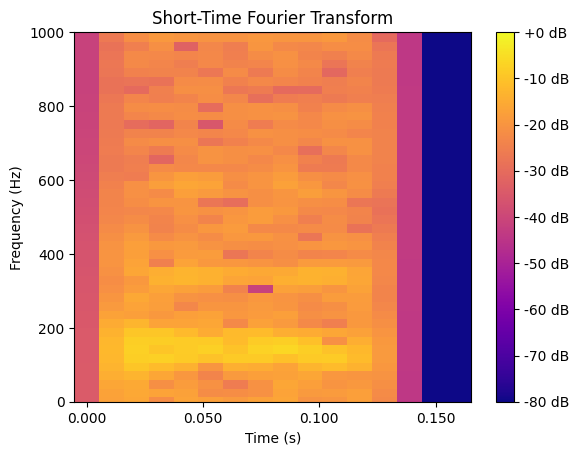 Short-Time Fourier Transform
1000
800
600
400
200
0
Frequency (Hz)
0.000
0.050
0.100
0.150
Time (s)
+0 dB
-10 dB
-20 dB
-30 dB
-40 dB
-50 dB
-60 dB
-70 dB
-80 dB